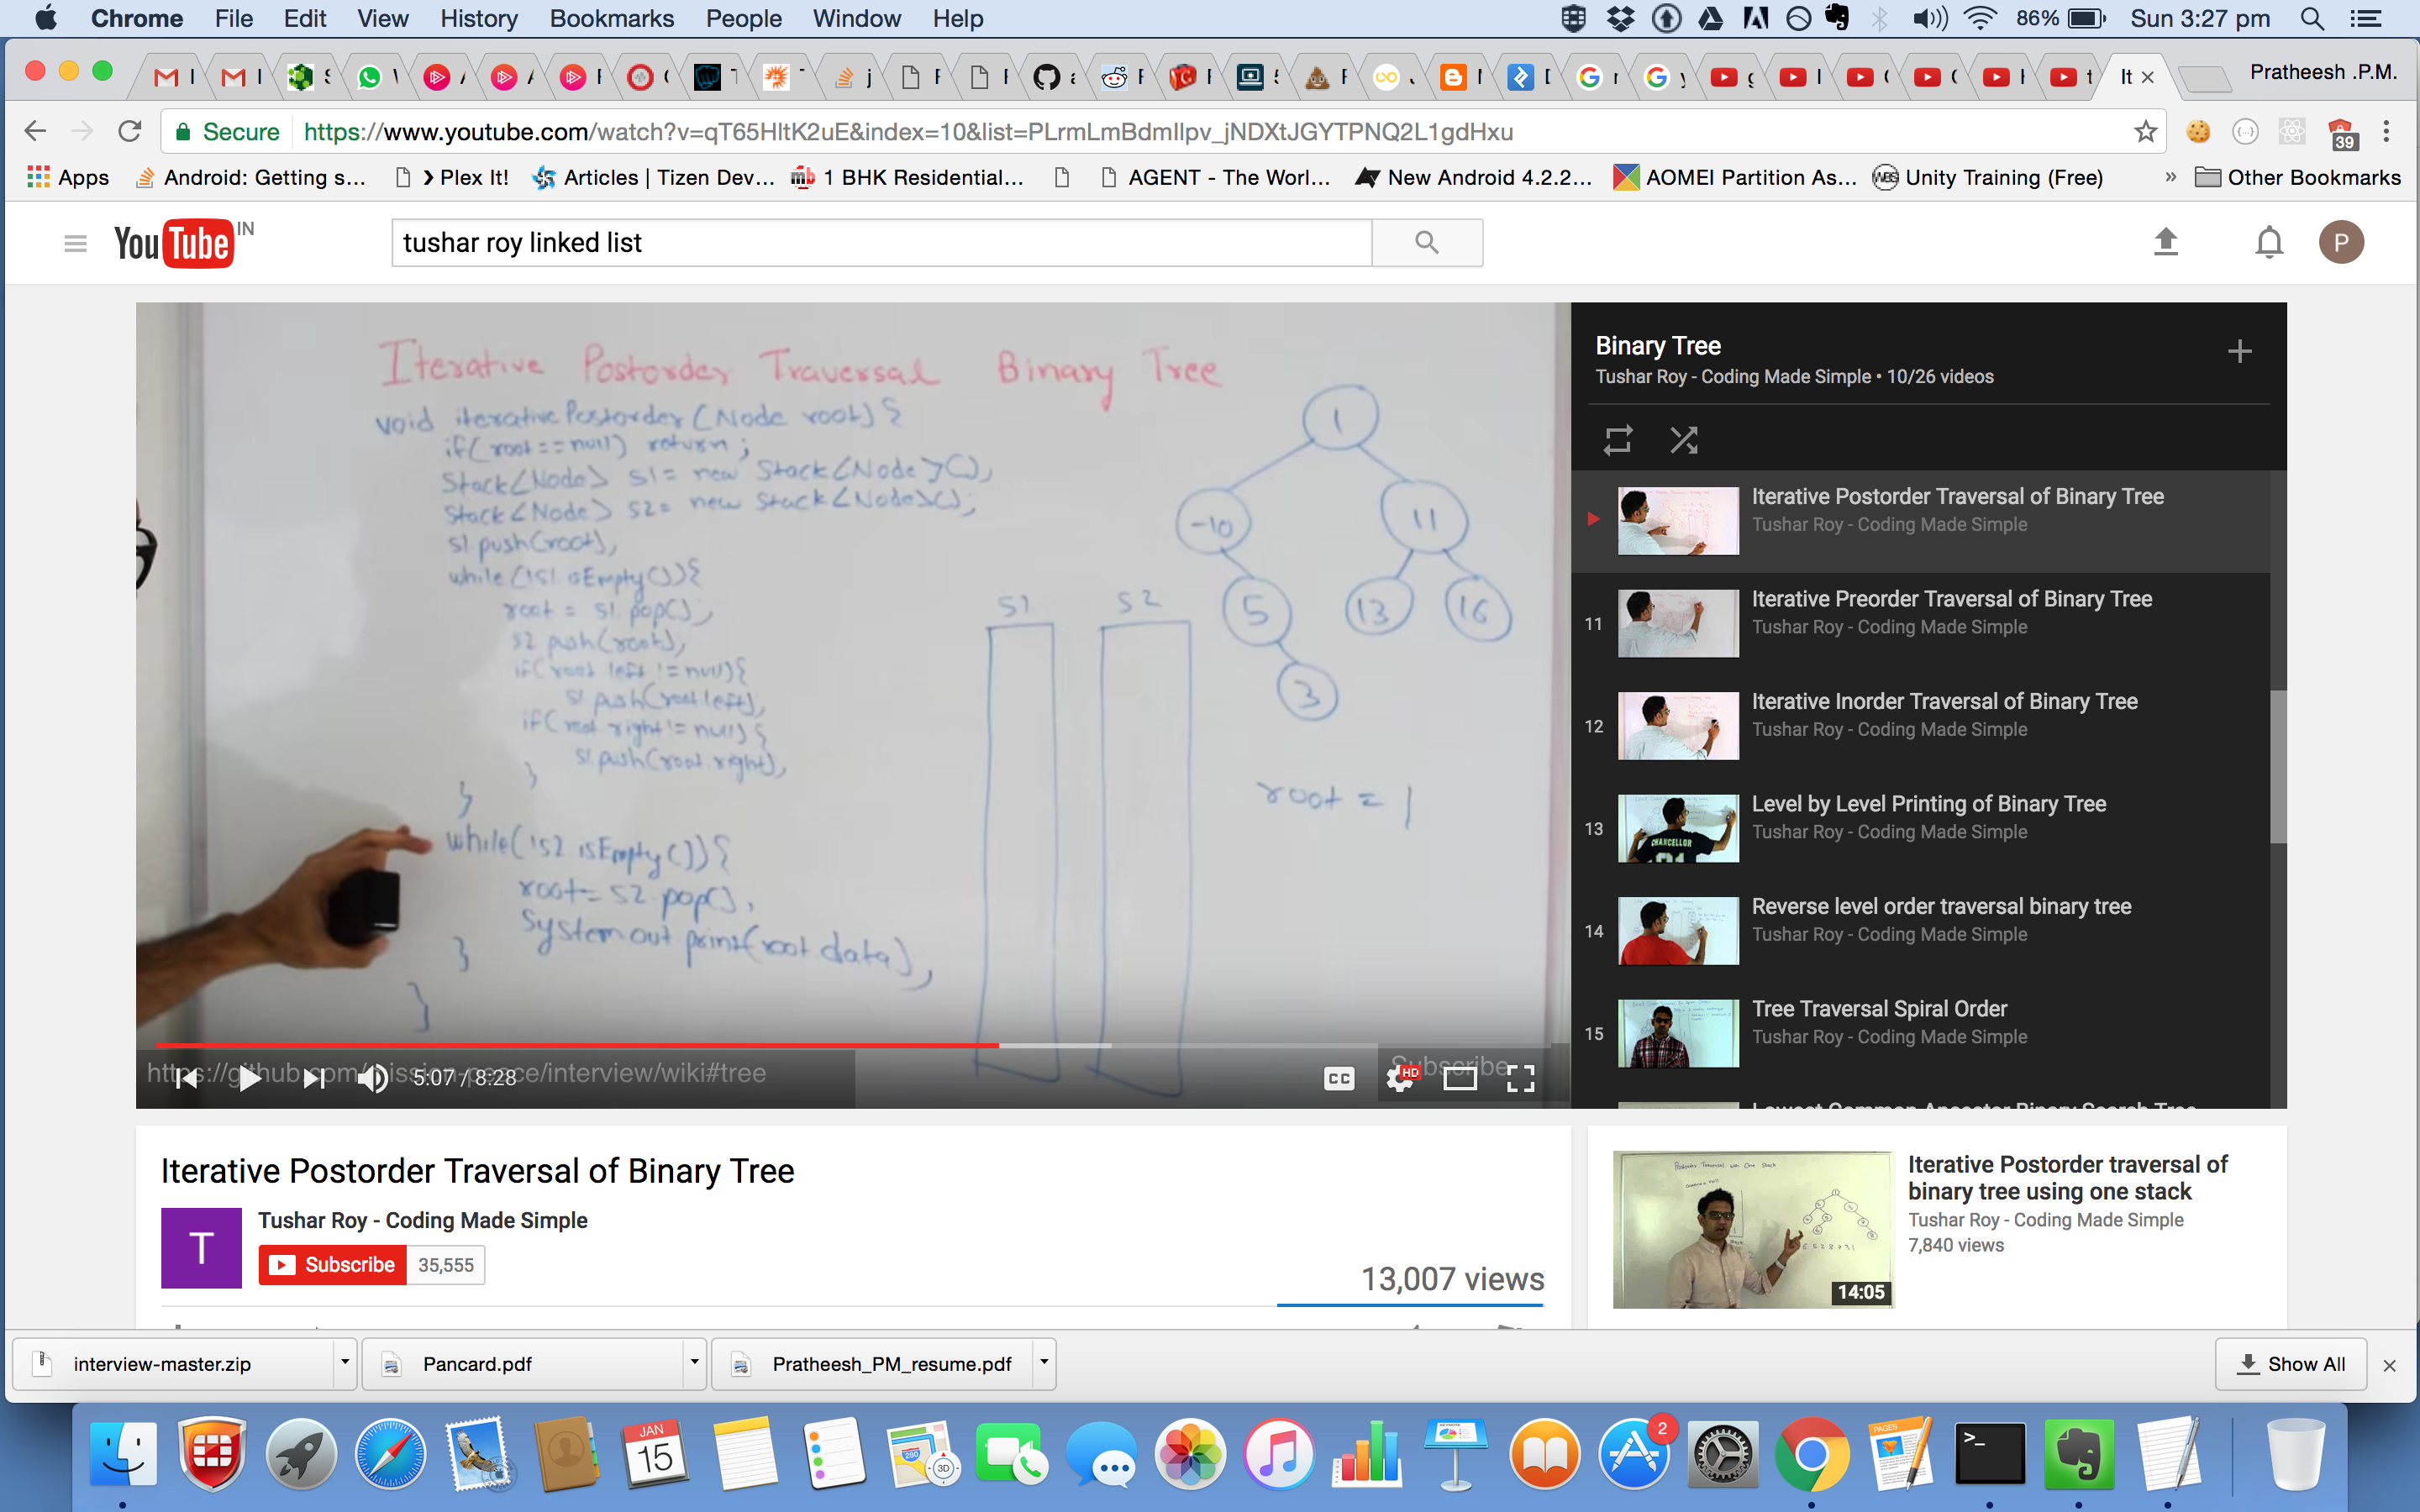 Chrome File Edit View History Bookmarks People Window Help 86% Sun 3:27 pm
It Pratheesh .P.M.
Secure https://www.youtube.com/watch?v=qT65HltK2uE&index=10&list=PLrmLmBdmIlpv_jNDXtJGYTPNQ2L1gdHxu 39
Apps Android: Getting s... > Plex It! Articles | Tizen Dev... 1 BHK Residential... AGENT - The Worl... New Android 4.2.2... AOMEI Partition As... Unity Training (Free) » Other Bookmarks
YouTube IN
tushar roy linked list
P
Iterative Postorder Traversal Binary Tree
void iterativePostorder (Node root) {
if(root==null) return;
Stack<Node> s1= new Stack<Node>();
Stack<Node> s2= new Stack<Node>();
s1.push(root);
while(!s1.isEmpty()){
root = s1.pop();
s2.push(root);
if(root.left !=null){
s1.push(root.left);
if(root.right != null) {
s1.push(root.right);
}
}
while(!s2 isEmpty()){
root= s2 pop();
System.out print(root.data);
}
}
S1 S2
1
-10 11
5 13 16
3
root = 1
https://github.com/mission-peace/interview/wiki#tree
Subscribe
5:07 / 8:28
CC HD
Binary Tree
Tushar Roy - Coding Made Simple • 10/26 videos
Iterative Postorder Traversal of Binary Tree
Tushar Roy - Coding Made Simple
11 Iterative Preorder Traversal of Binary Tree
Tushar Roy - Coding Made Simple
12 Iterative Inorder Traversal of Binary Tree
Tushar Roy - Coding Made Simple
13 Level by Level Printing of Binary Tree
Tushar Roy - Coding Made Simple
CHANCELLOR
14 Reverse level order traversal binary tree
Tushar Roy - Coding Made Simple
15 Tree Traversal Spiral Order
Tushar Roy - Coding Made Simple
Lowest Common Ancestor Binary Search Tree
Iterative Postorder Traversal of Binary Tree
T
Tushar Roy - Coding Made Simple
Subscribe 35,555
13,007 views
Postorder Traversal with One Stack
14:05
Iterative Postorder traversal of
binary tree using one stack
Tushar Roy - Coding Made Simple
7,840 views
interview-master.zip Pancard.pdf Pratheesh_PM_resume.pdf Show All
JAN
15
280
3D
2
PAGES
>_